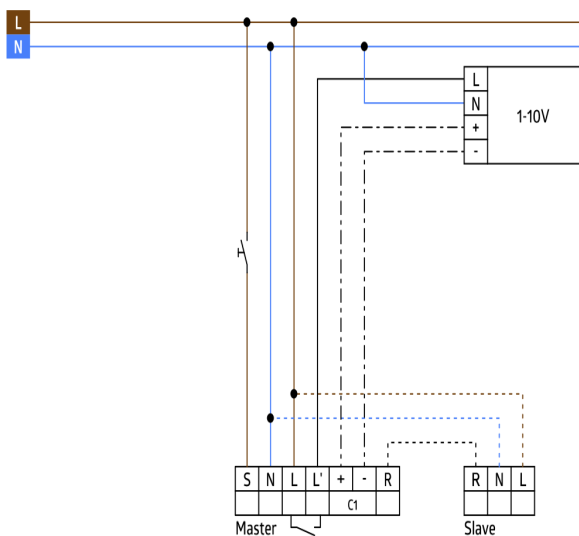 L
N
L
N
+
-
1-10V
S N L L' + - R
C1
Master
R N L
Slave